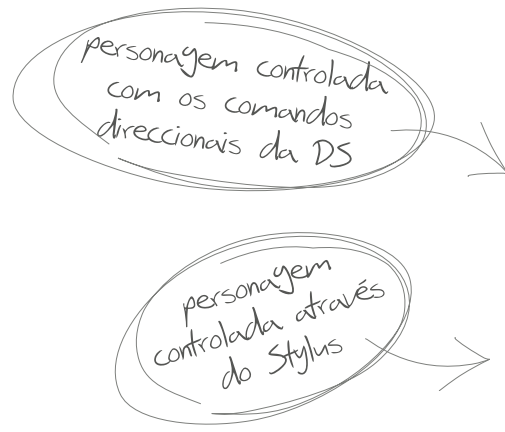 personagem controlada
com os comandos
direccionais da DS
personagem
controlada através
do Stylus